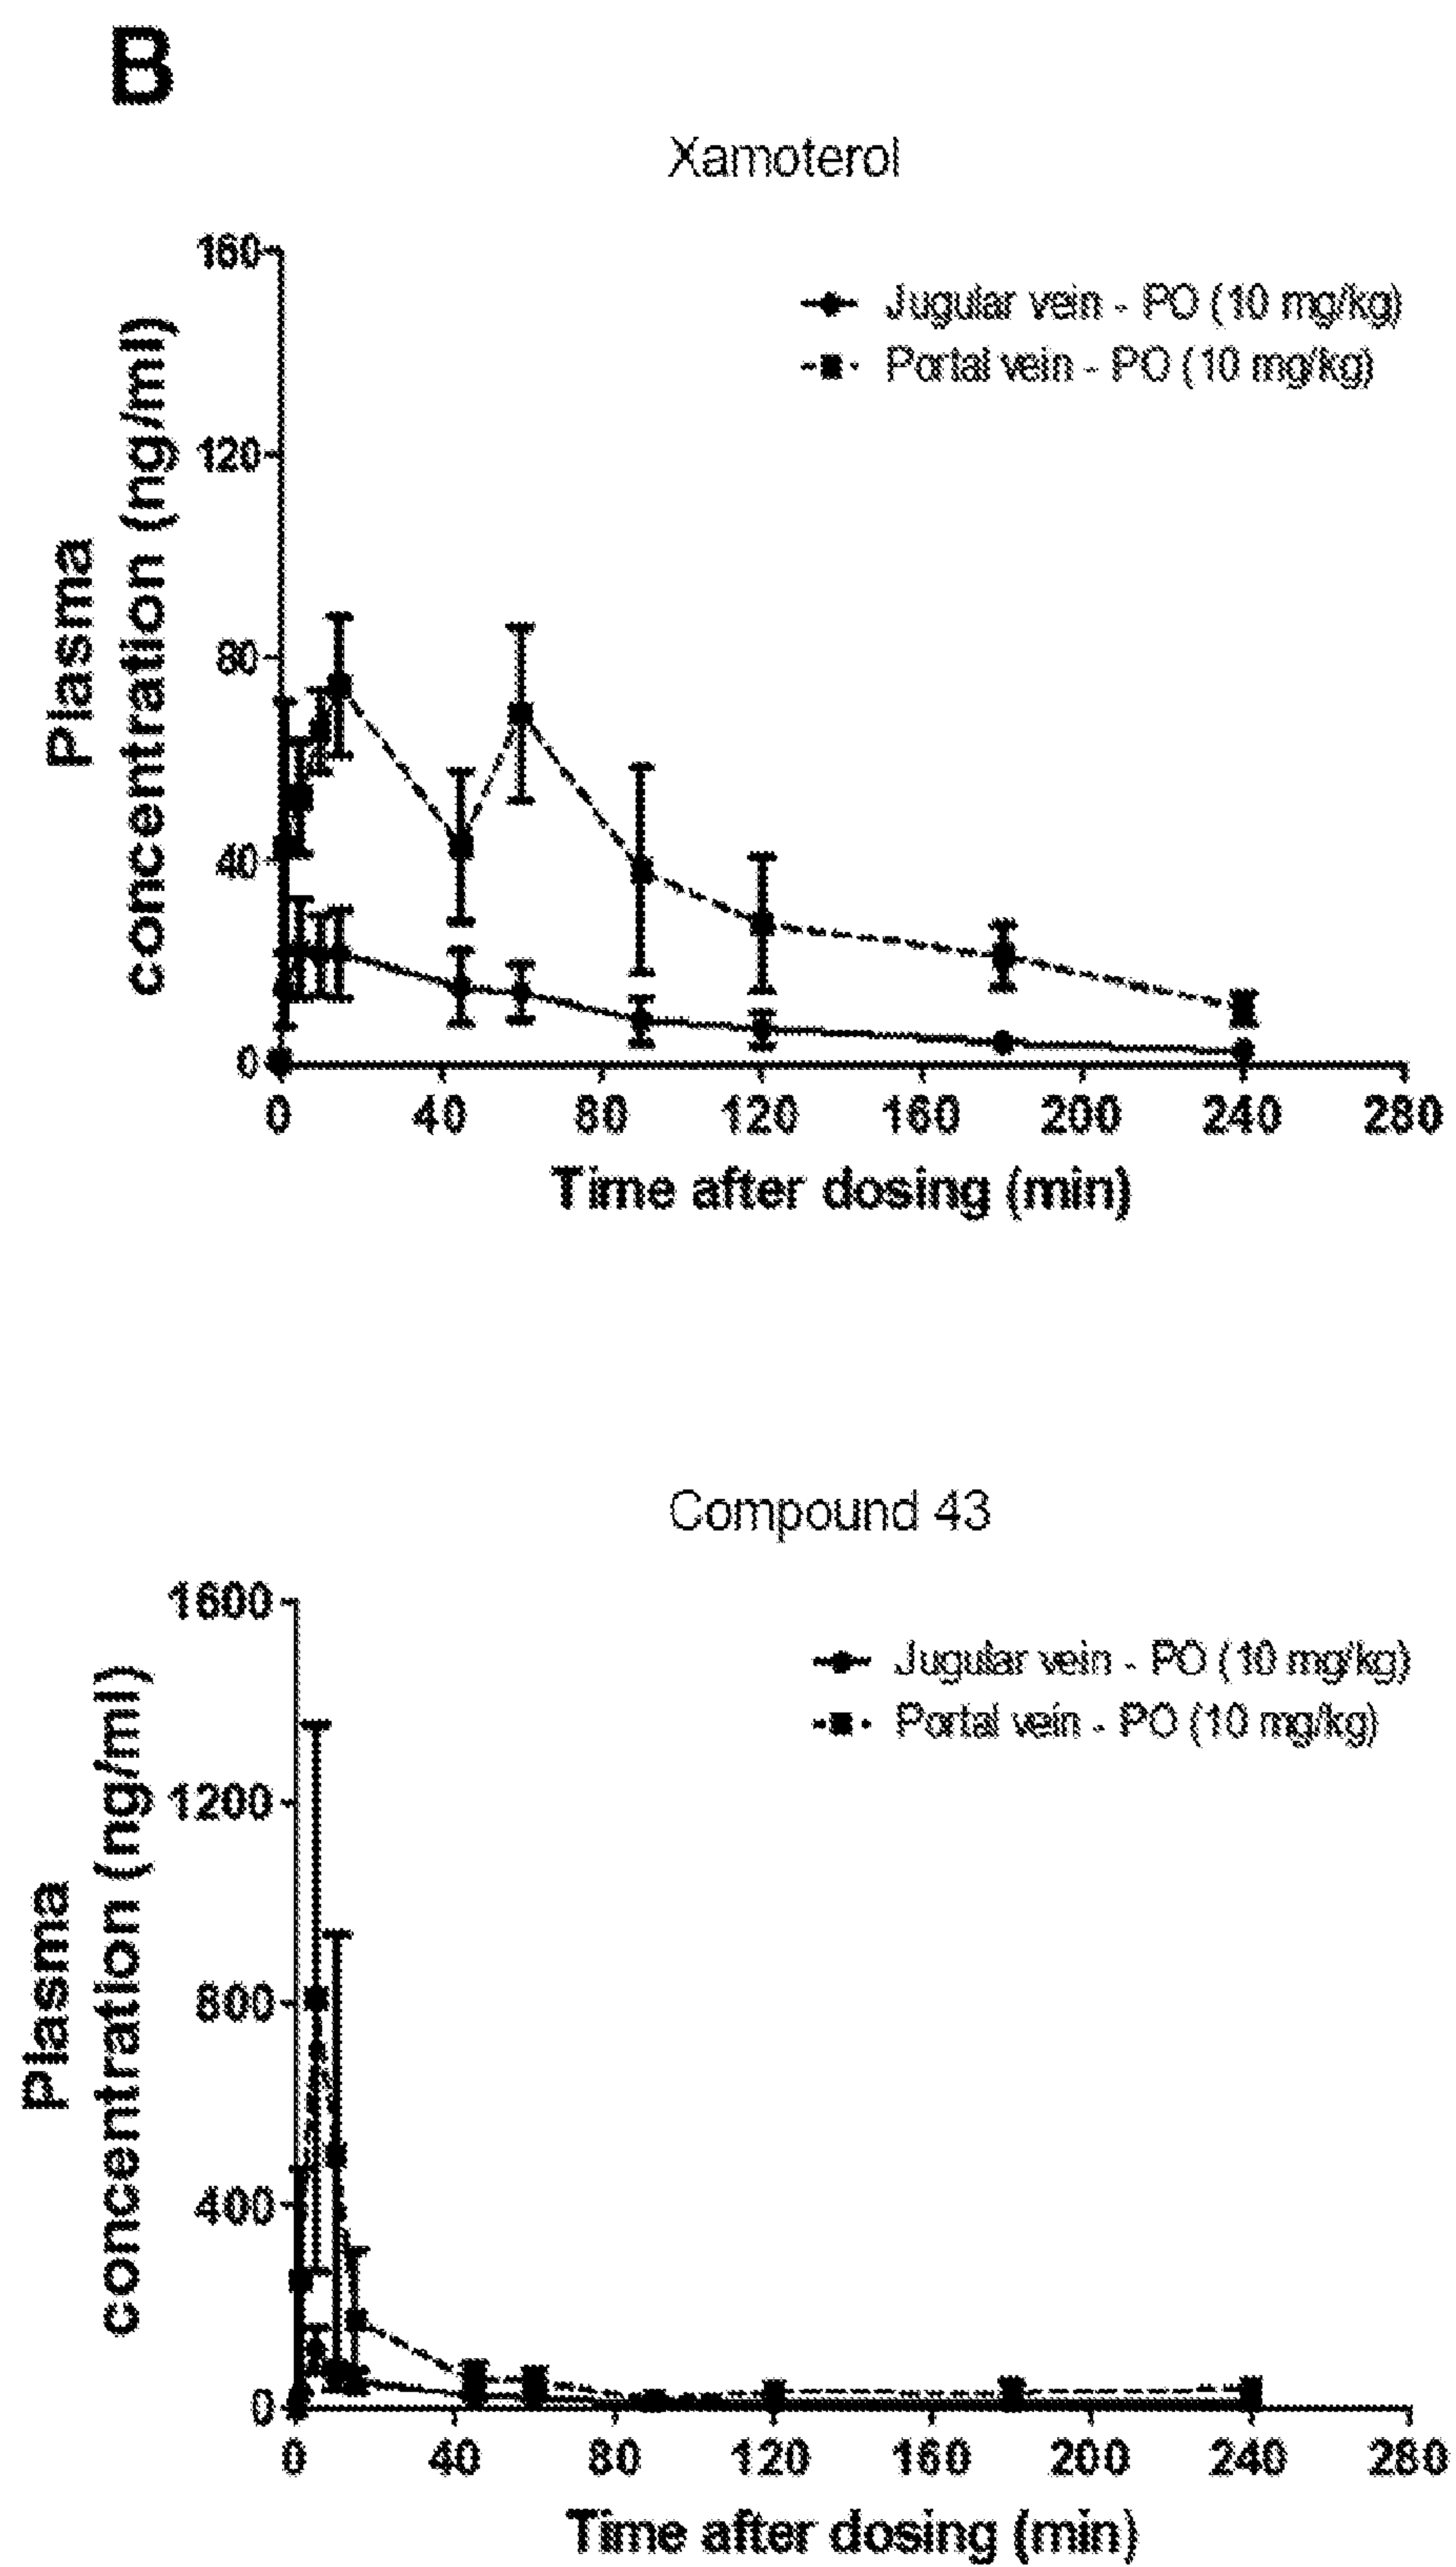 B
Xamoterol
Plasma
concentration (ng/ml)
160
120
80
40
0
Jugular vein - PO (10 mg/kg)
Portal vein - PO (10 mg/kg)
0 40 80 120 160 200 240 280
Time after dosing (min)
Compound 43
Plasma
concentration (ng/ml)
1600
1200
800
400
0
Jugular vein - PO (10 mg/kg)
Portal vein - PO (10 mg/kg)
0 40 80 120 160 200 240 280
Time after dosing (min)